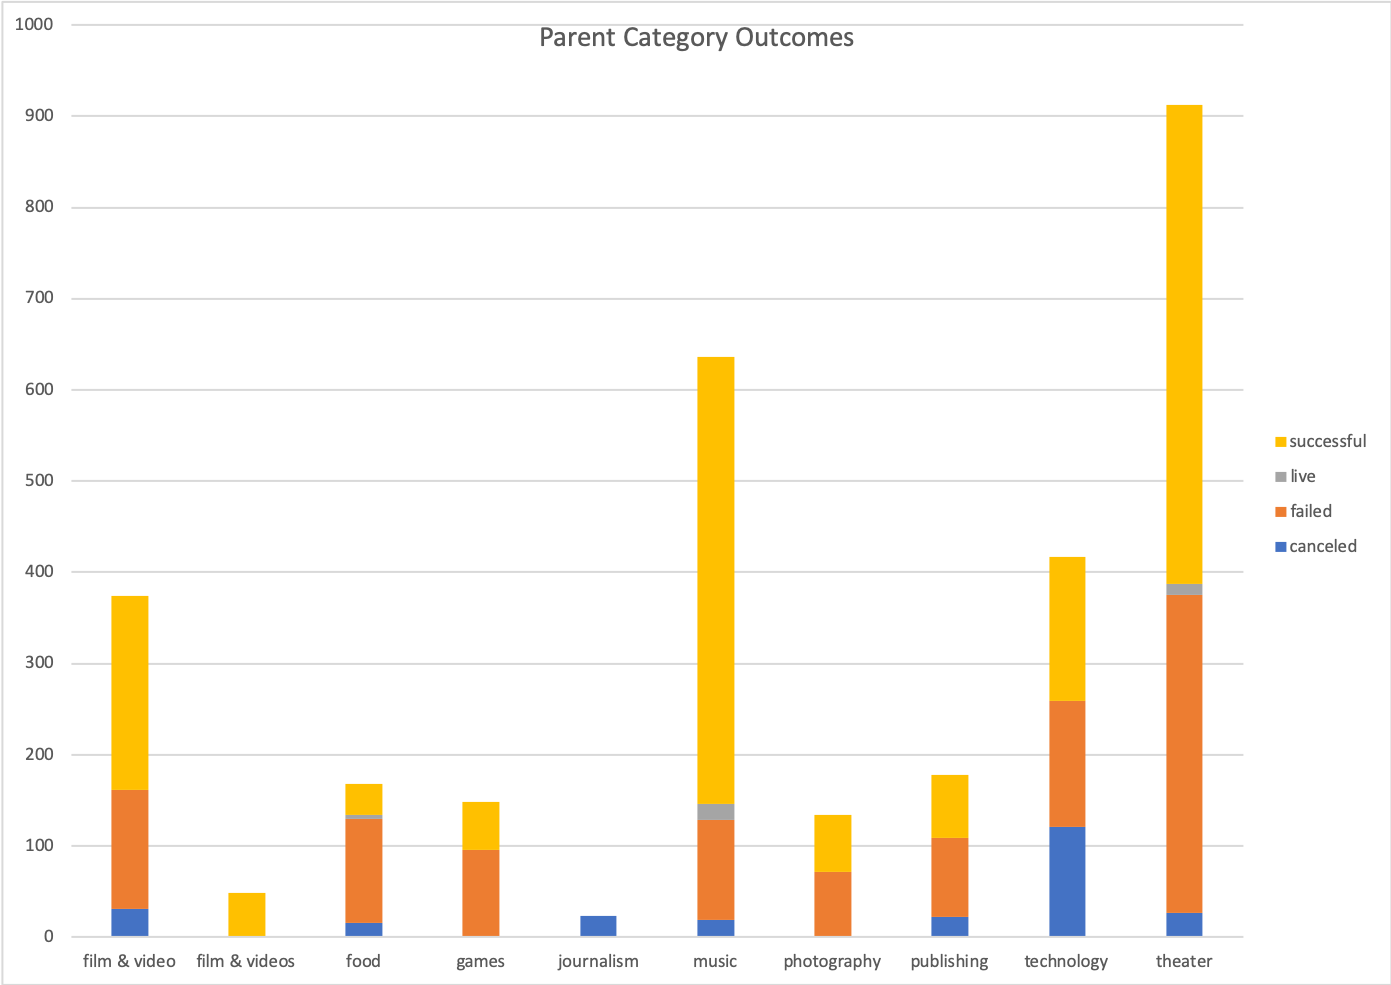 Parent Category Outcomes
1000
900
800
700
600
500
400
300
200
100
0
film & video film & videos food games journalism music photography publishing technology theater
successful
live
failed
canceled